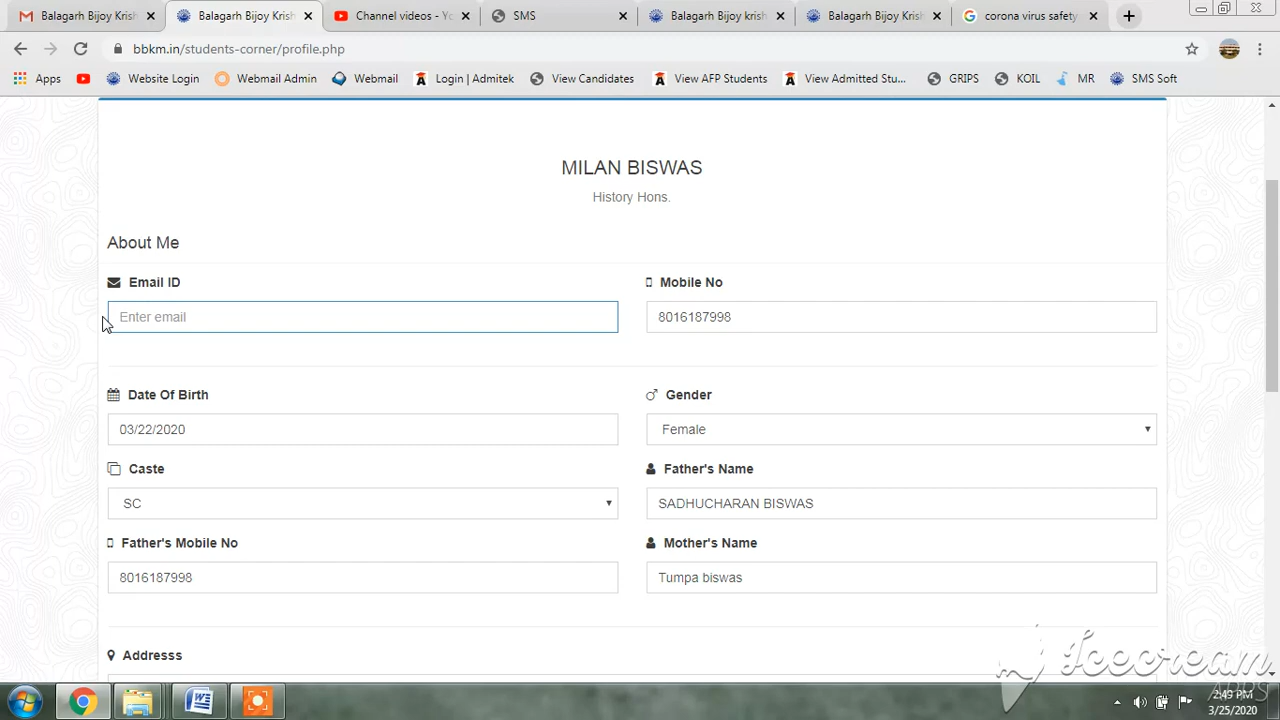 Balagarh Bijoy Krish
Balagarh Bijoy Krish
Channel videos - Yo
SMS
Balagarh Bijoy krish
Balagarh Bijoy Krish
corona virus safety
bbkm.in/students-corner/profile.php
Apps
Website Login
Webmail Admin
Webmail
Login | Admitek
View Candidates
View AFP Students
View Admitted Stu...
GRIPS
KOIL
MR
SMS Soft
MILAN BISWAS
History Hons.
About Me
Email ID
Mobile No
Enter email
8016187998
Date Of Birth
Gender
03/22/2020
Female
Caste
Father's Name
SC
SADHUCHARAN BISWAS
Father's Mobile No
Mother's Name
8016187998
Tumpa biswas
Addresss
Icecream
APPS
2:49 PM
3/25/2020